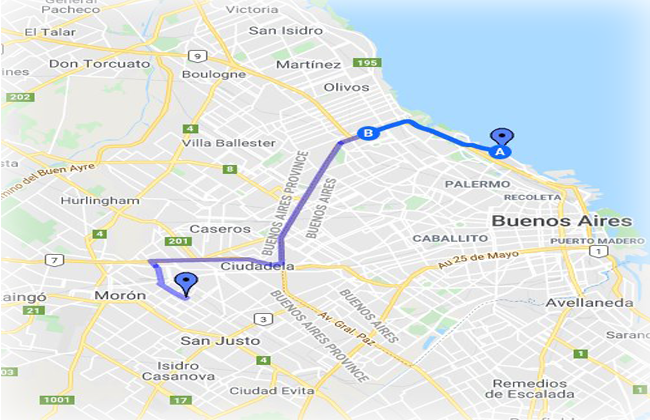 General
Pacheco
Victoria
El Talar
San Isidro
Don Torcuato
9
Martínez
195
Boulogne
202
Olivos
4
B
Villa Ballester
A
8
mino del Buen Ayre
PALERMO
RECOLETA
Hurlingham
BUENOS AIRES PROVINCE
BUENOS AIRES
Buenos Aires
4
Caseros
201
CABALLITO
PUERTO MADERO
1
7
Ciudadela
Au 25 de Mayo
aingó
Morón
21
BUENOS AIRES
BUENOS AIRES PROVINCE
Avellaneda
3
Av. Gral. Paz
San Justo
Saran
1
4
Isidro
Casanova
03
Ciudad Evita
Remedios
de Escalada
1001
17